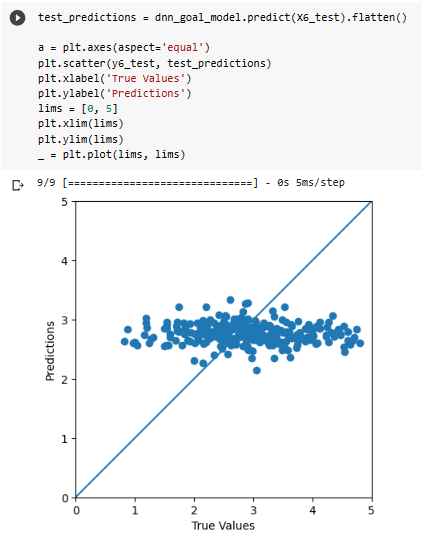 test_predictions = dnn_goal_model.predict(X6_test).flatten()
a = plt.axes(aspect='equal')
plt.scatter(y6_test, test_predictions)
plt.xlabel('True Values')
plt.ylabel('Predictions')
lims = [0, 5]
plt.xlim(lims)
plt.ylim(lims)
_ = plt.plot(lims, lims)
9/9 [==============================] - 0s 5ms/step
5
4
3
2
1
0
Predictions
0 1 2 3 4 5
True Values